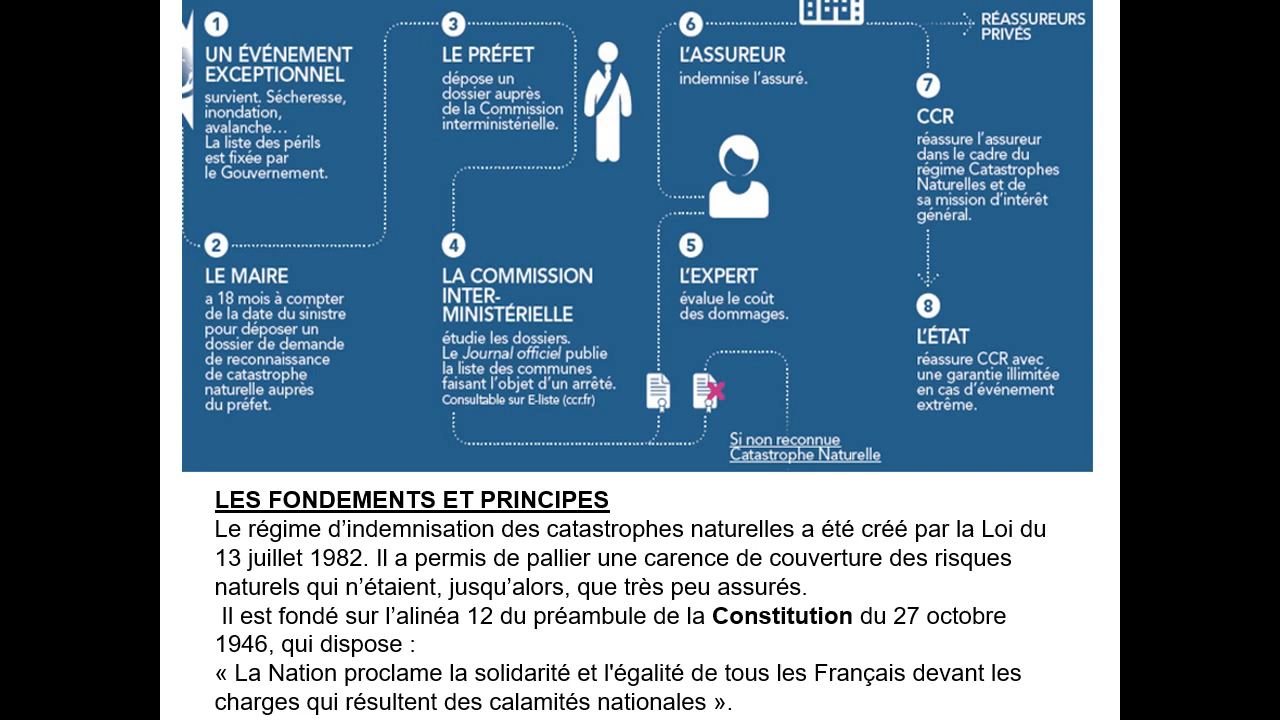 1
UN ÉVÉNEMENT
EXCEPTIONNEL
survient. Sécheresse,
inondation,
avalanche…
La liste des périls
est fixée par
le Gouvernement.
2
LE MAIRE
a 18 mois à compter
de la date du sinistre
pour déposer un
dossier de demande
de reconnaissance
de catastrophe
naturelle auprès
du préfet.
3
LE PRÉFET
dépose un
dossier auprès
de la Commission
interministérielle.
4
LA COMMISSION
INTER-
MINISTÉRIELLE
étudie les dossiers.
Le Journal officiel publie
la liste des communes
faisant l'objet d'un arrêté.
Consultable sur E-liste (ccr.fr)
5
L'EXPERT
évalue le coût
des dommages.
Si non reconnue
Catastrophe Naturelle
6
L'ASSUREUR
indemnise l'assuré.
RÉASSUREURS
PRIVÉS
7
CCR
réassure l'assureur
dans le cadre du
régime Catastrophes
Naturelles et de
sa mission d'intérêt
général.
8
L'ÉTAT
réassure CCR avec
une garantie illimitée
en cas d'événement
extrême.
LES FONDEMENTS ET PRINCIPES
Le régime d'indemnisation des catastrophes naturelles a été créé par la Loi du
13 juillet 1982. Il a permis de pallier une carence de couverture des risques
naturels qui n'étaient, jusqu'alors, que très peu assurés.
Il est fondé sur l'alinéa 12 du préambule de la Constitution du 27 octobre
1946, qui dispose :
« La Nation proclame la solidarité et l'égalité de tous les Français devant les
charges qui résultent des calamités nationales ».